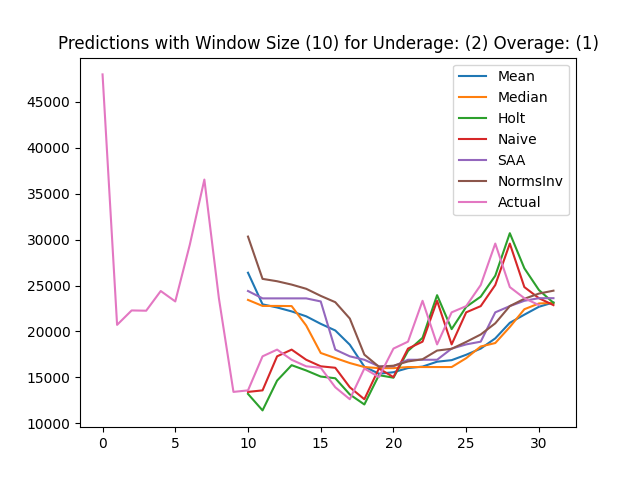 Predictions with Window Size (10) for Underage: (2) Overage: (1)
Mean
Median
Holt
Naive
SAA
NormsInv
Actual
45000
40000
35000
30000
25000
20000
15000
10000
0 5 10 15 20 25 30